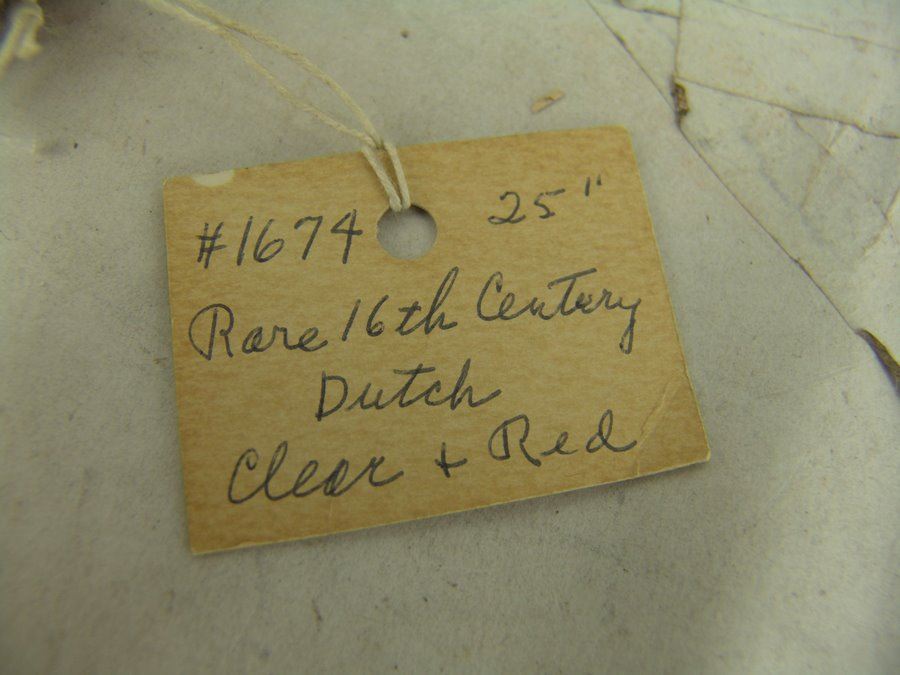 #1674 25"
Rare 16th Century
Dutch
Clear + Red